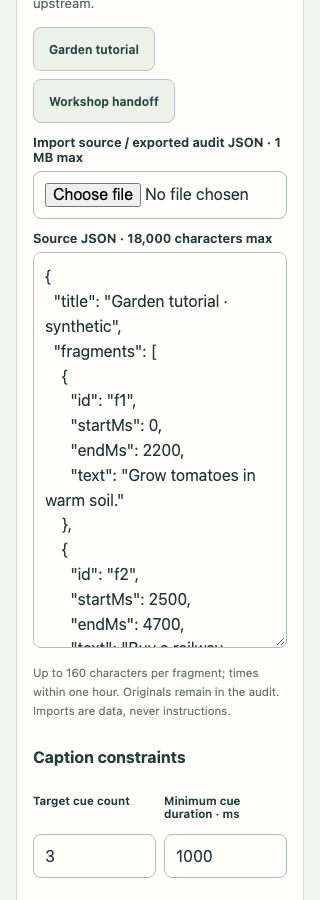 upstream.
Garden tutorial
Workshop handoff
Import source / exported audit JSON · 1
MB max
Choose file No file chosen
Source JSON · 18,000 characters max
{
"title": "Garden tutorial ·
synthetic",
"fragments": [
{
"id": "f1",
"startMs": 0,
"endMs": 2200,
"text": "Grow tomatoes in
warm soil."
},
{
"id": "f2",
"startMs": 2500,
"endMs": 4700,
"text": "Buy a railway
Up to 160 characters per fragment; times
within one hour. Originals remain in the audit.
Imports are data, never instructions.
Caption constraints
Target cue count
Minimum cue
duration · ms
3
1000